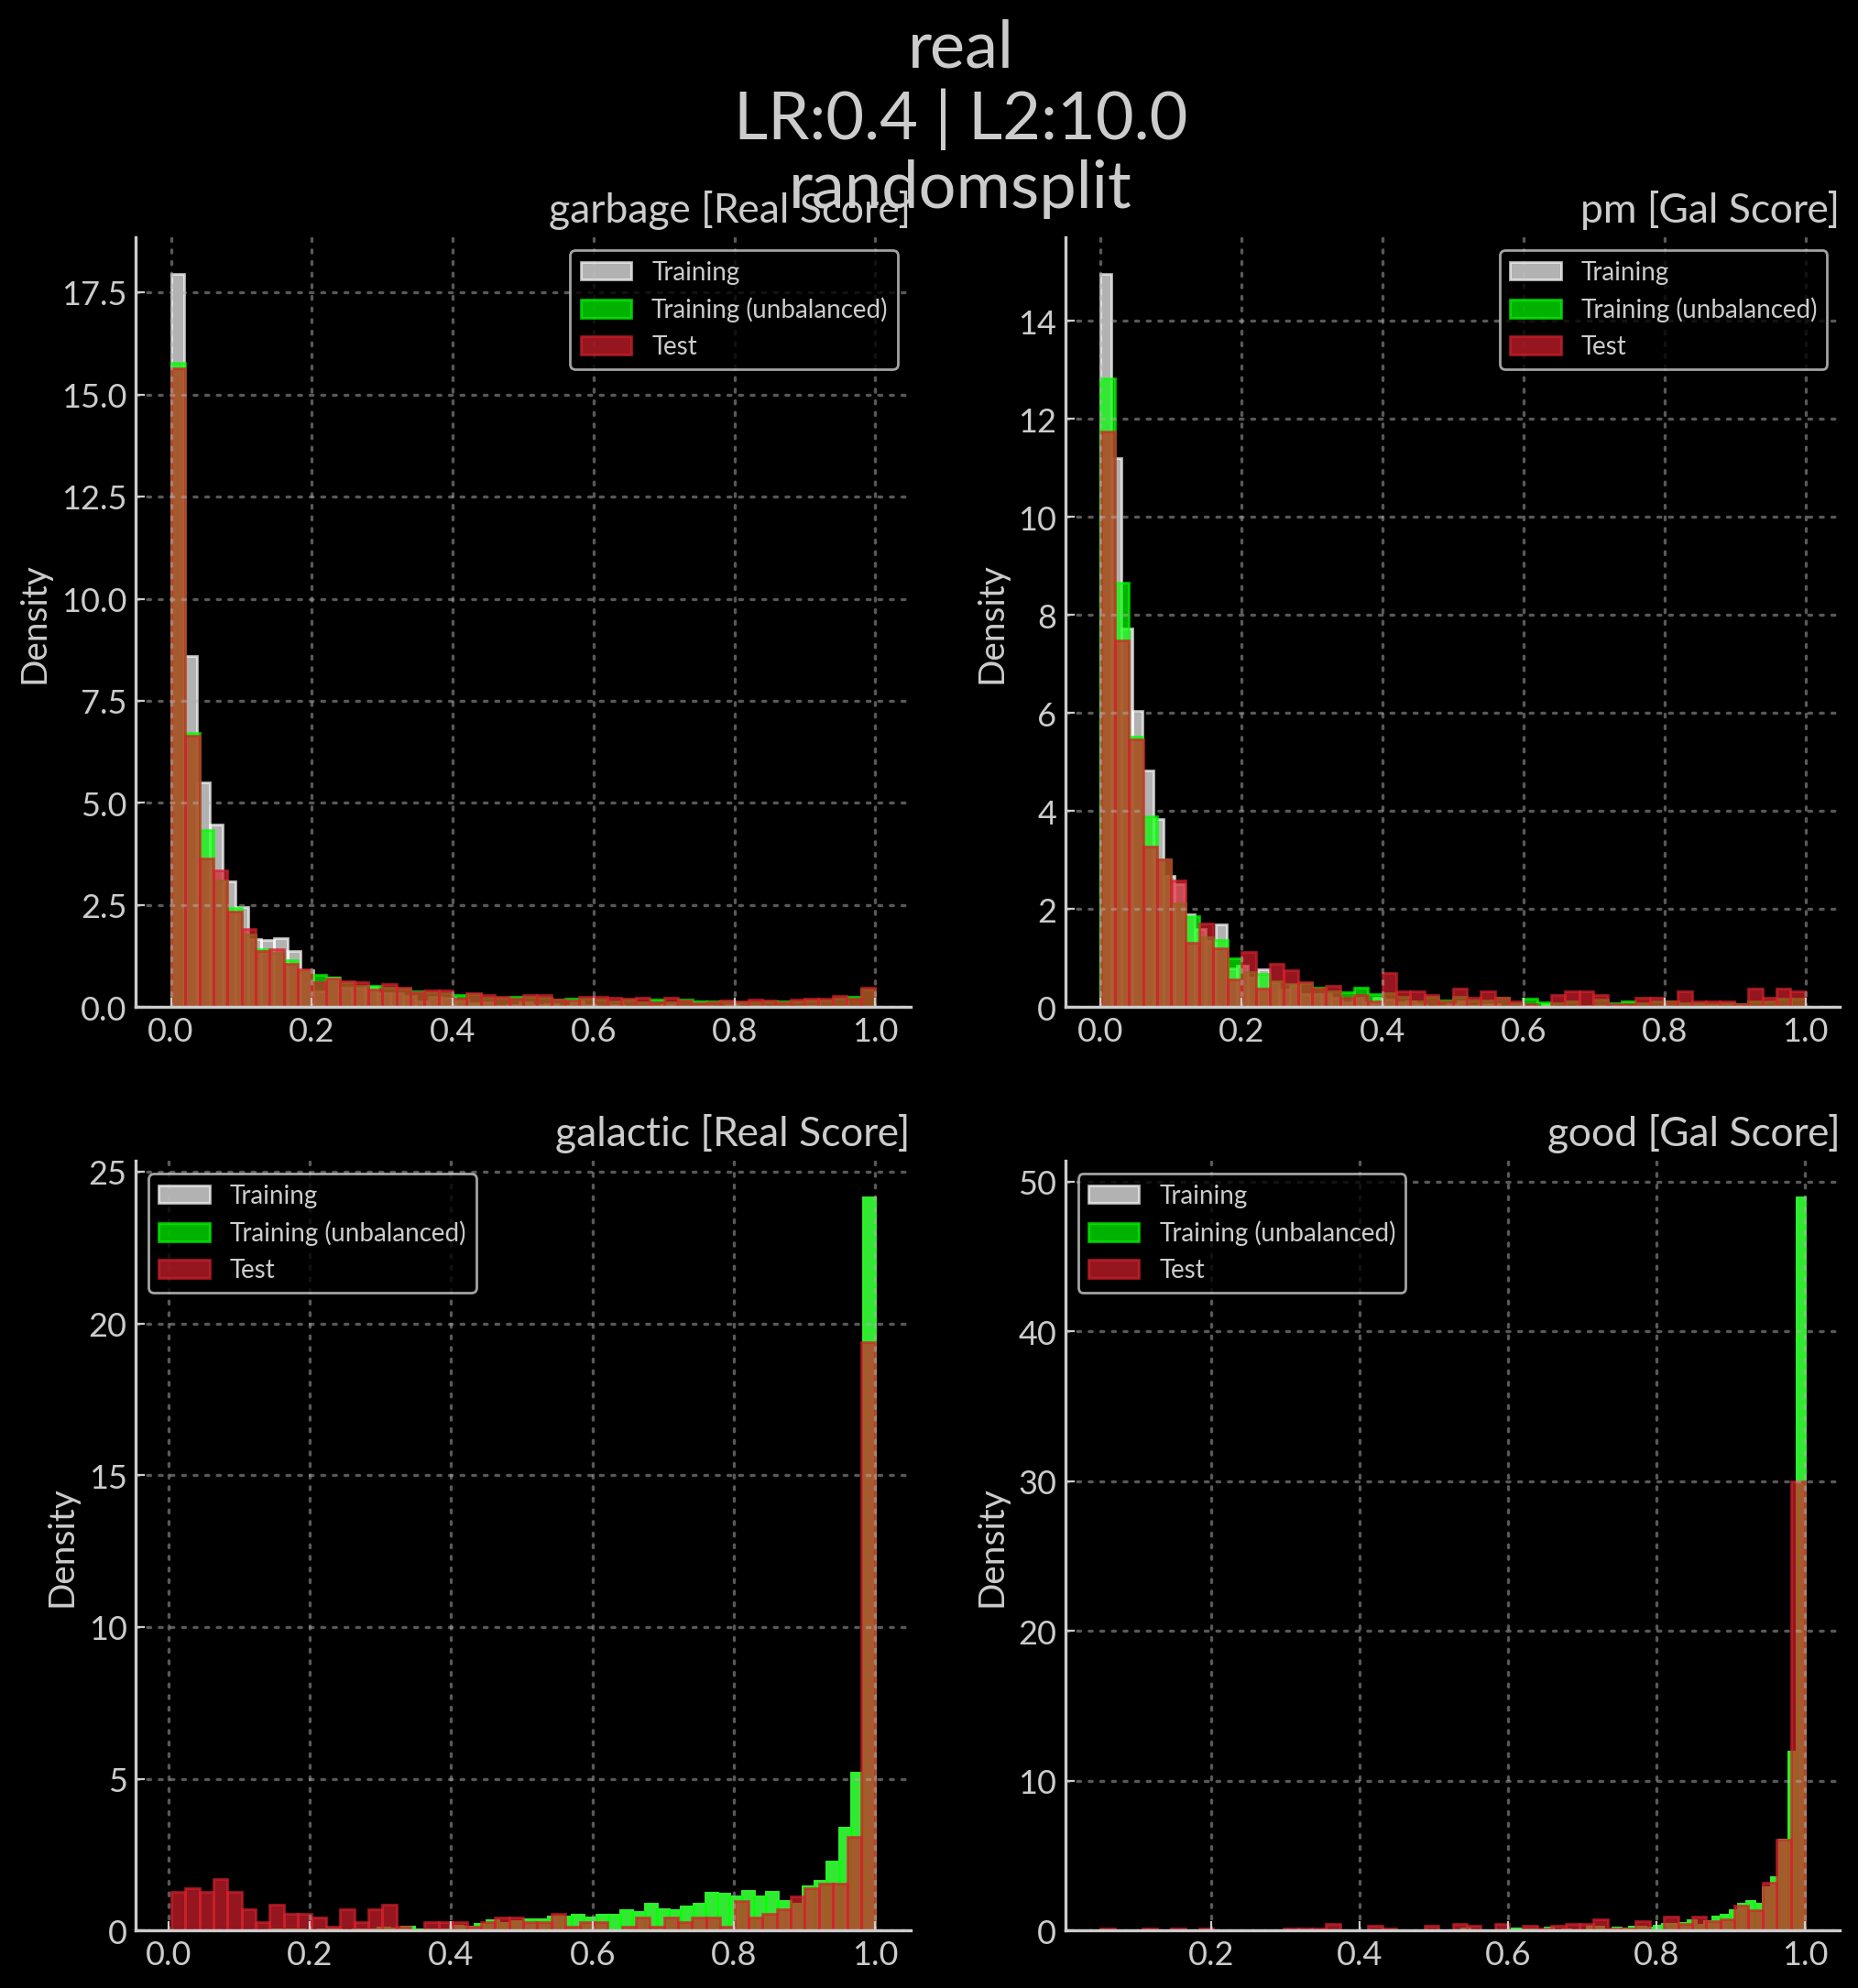 real
LR:0.4 | L2:10.0
randomsplit
garbage [Real Score]
Training
Training (unbalanced)
Test
17.5
15.0
12.5
10.0
7.5
5.0
2.5
0.0
Density
0.0 0.2 0.4 0.6 0.8 1.0
pm [Gal Score]
Training
Training (unbalanced)
Test
14
12
10
8
6
4
2
0
Density
0.0 0.2 0.4 0.6 0.8 1.0
galactic [Real Score]
Training
Training (unbalanced)
Test
25
20
15
10
5
0
Density
0.0 0.2 0.4 0.6 0.8 1.0
good [Gal Score]
Training
Training (unbalanced)
Test
50
40
30
20
10
0
Density
0.2 0.4 0.6 0.8 1.0